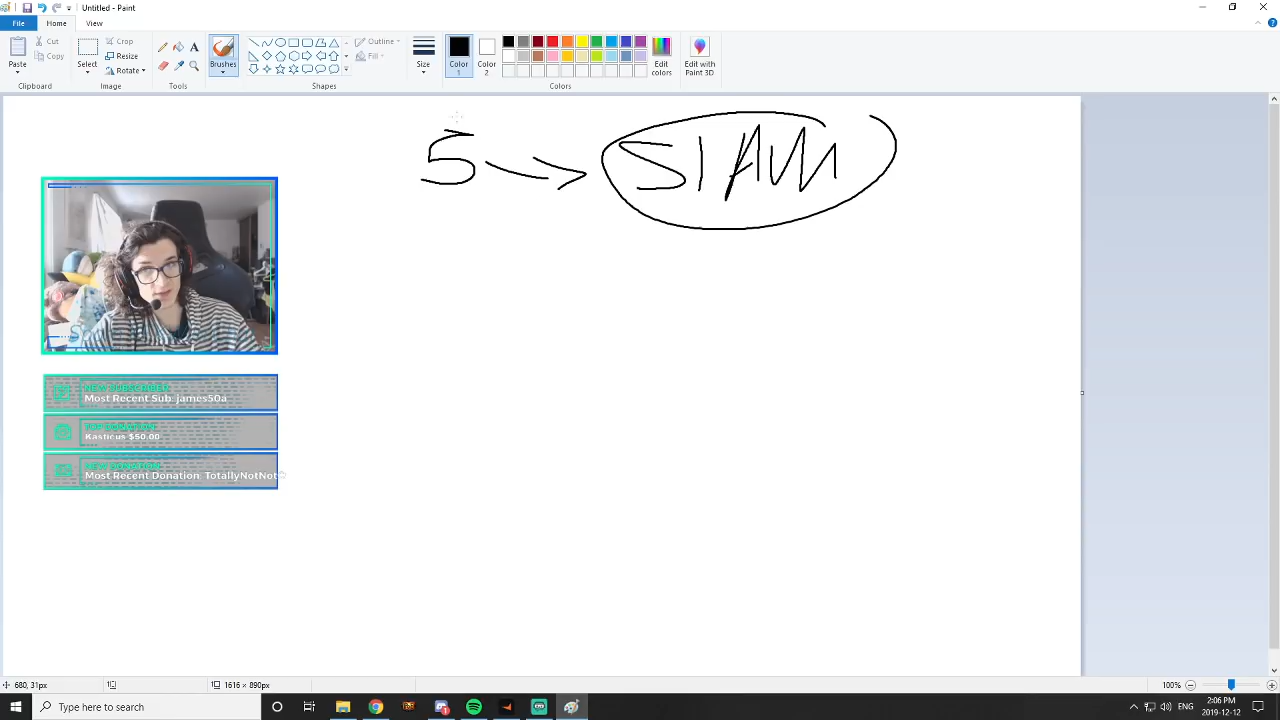 Untitled - Paint
File Home View
Paste Cut Copy Clipboard
Select Crop Resize Rotate Image
Tools
Brushes
Shapes Outline Fill
Size
Color 1 Color 2 Edit colors Colors
Edit with Paint 3D
5 → SIAM
NEW SUBSCRIBER
Most Recent Sub: james50a
TOP DONATION
Kasticus $50.00
NEW DONATION
Most Recent Donation: TotallyNotNot
680, 31px 1616 × 890px 100%
Type here to search
ENG 2:06 PM
2019-12-12